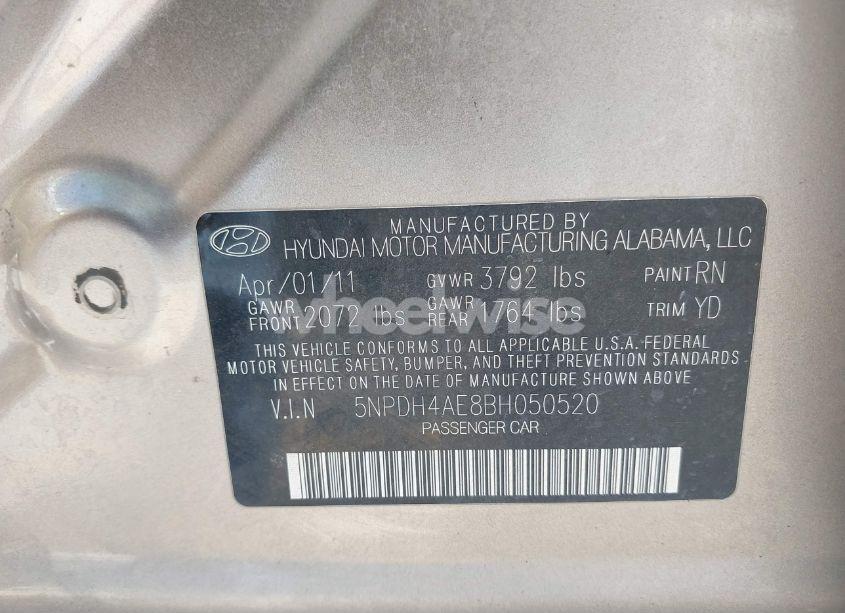 MANUFACTURED BY
HYUNDAI MOTOR MANUFACTURING ALABAMA, LLC
Apr/01/11 GVWR 3792 lbs PAINT RN
GAWR FRONT 2072 lbs GAWR REAR 1764 lbs TRIM YD
wheelwise
THIS VEHICLE CONFORMS TO ALL APPLICABLE U.S.A. FEDERAL
MOTOR VEHICLE SAFETY, BUMPER, AND THEFT PREVENTION STANDARDS
IN EFFECT ON THE DATE OF MANUFACTURE SHOWN ABOVE
V.I.N 5NPDH4AE8BH050520
PASSENGER CAR